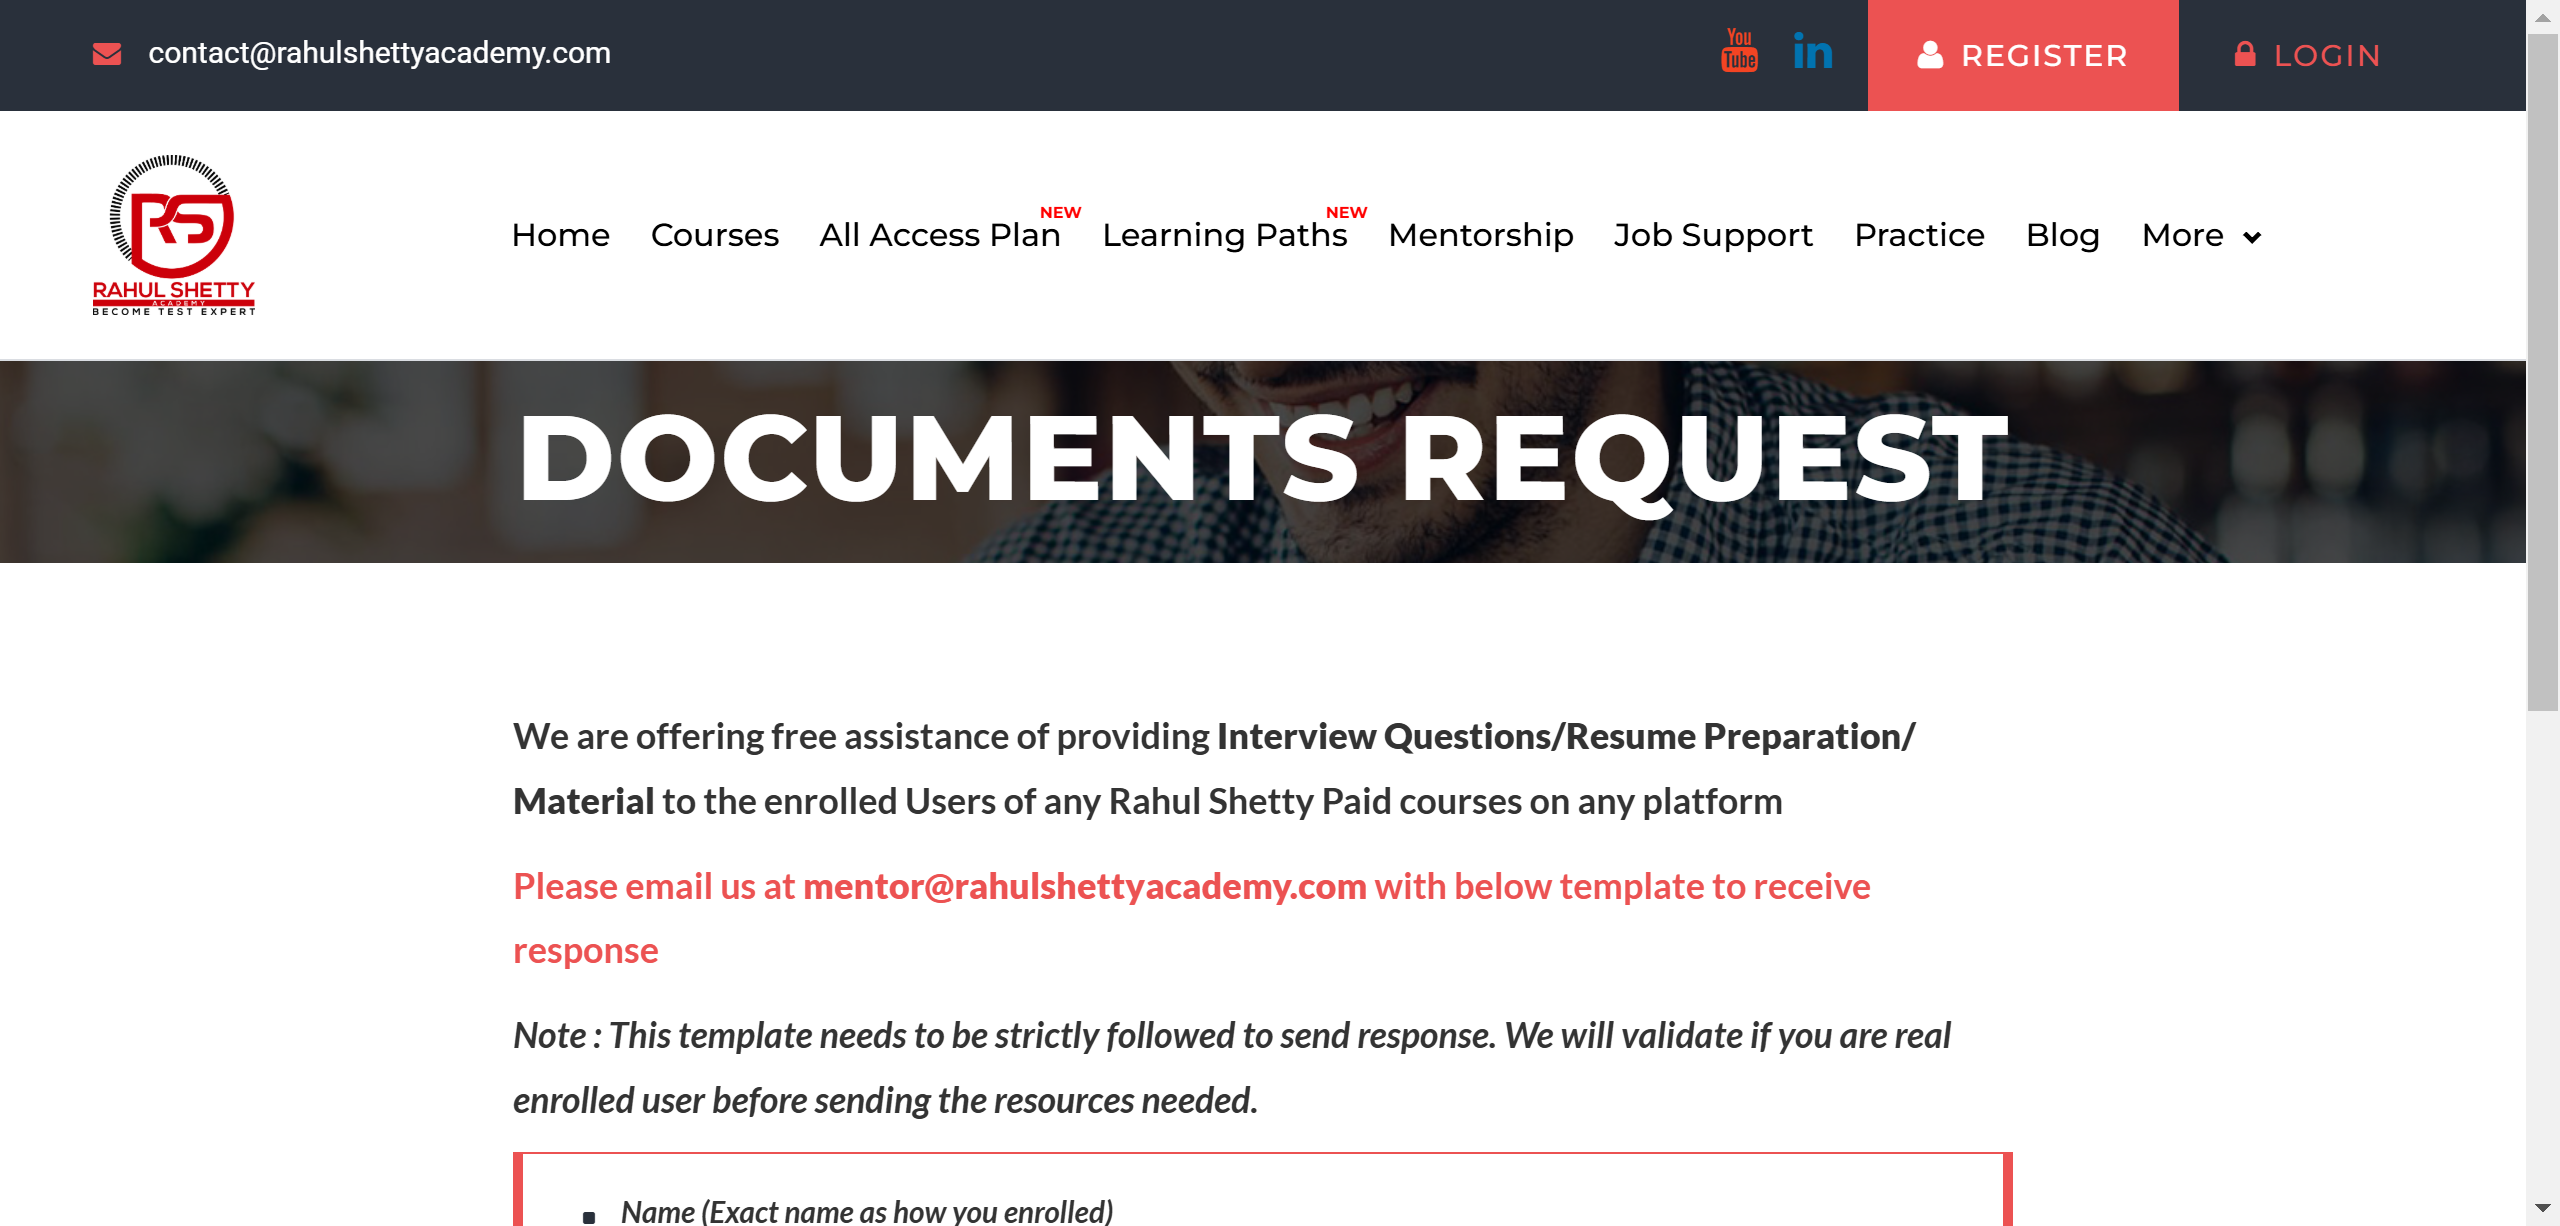 contact@rahulshettyacademy.com
You
Tube
in
REGISTER
LOGIN
RS
RAHUL SHETTY
ACADEMY
BECOME TEST EXPERT
Home
Courses
All Access Plan
NEW
Learning Paths
NEW
Mentorship
Job Support
Practice
Blog
More
DOCUMENTS REQUEST
We are offering free assistance of providing Interview Questions/Resume Preparation/
Material to the enrolled Users of any Rahul Shetty Paid courses on any platform
Please email us at mentor@rahulshettyacademy.com with below template to receive
response
Note : This template needs to be strictly followed to send response. We will validate if you are real
enrolled user before sending the resources needed.
Name (Exact name as how you enrolled)